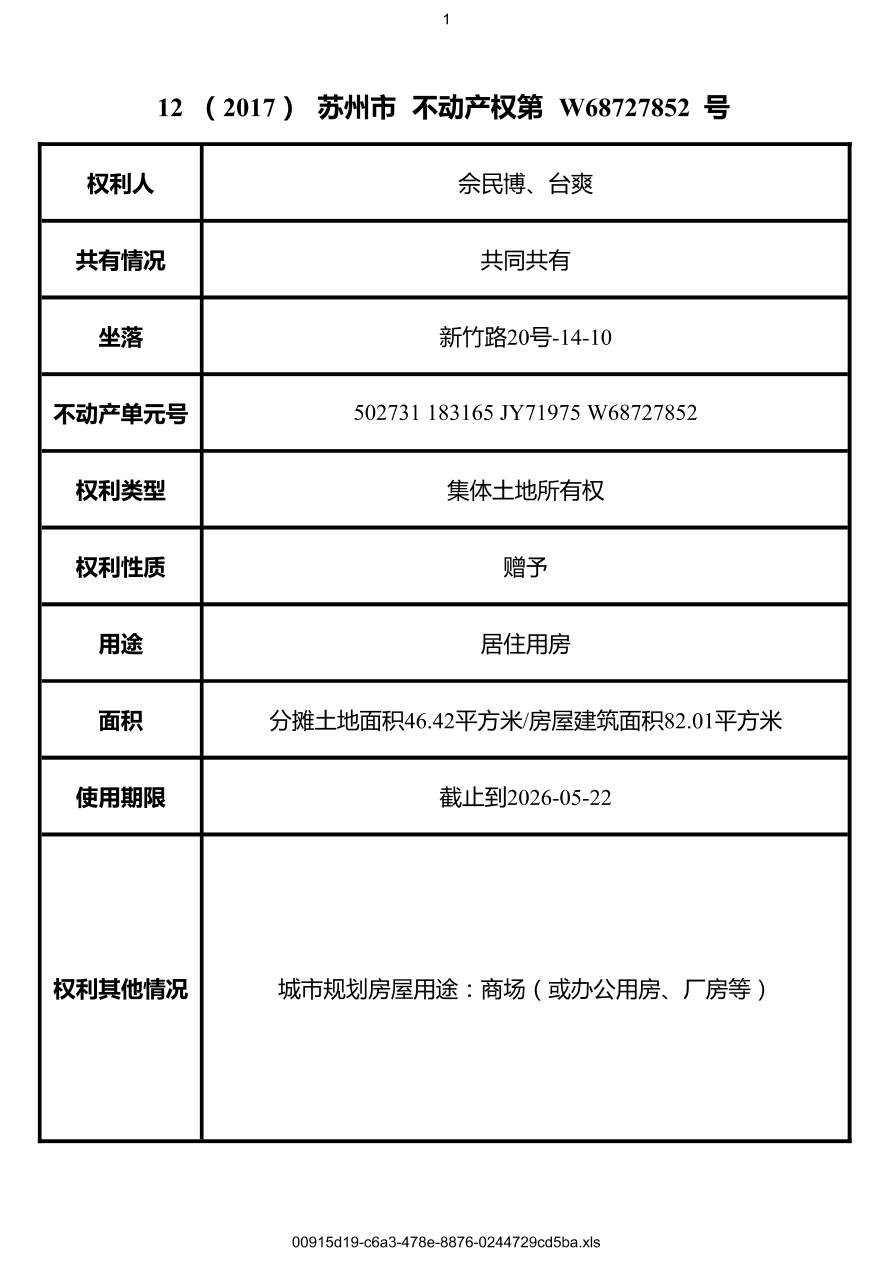 1
12 （2017） 苏州市 不动产权第 W68727852 号
权利人 佘民博、台爽
共有情况 共同共有
坐落 新竹路20号-14-10
不动产单元号 502731 183165 JY71975 W68727852
权利类型 集体土地所有权
权利性质 赠予
用途 居住用房
面积 分摊土地面积46.42平方米/房屋建筑面积82.01平方米
使用期限 截止到2026-05-22
权利其他情况 城市规划房屋用途：商场（或办公用房、厂房等）
00915d19-c6a3-478e-8876-0244729cd5ba.xls